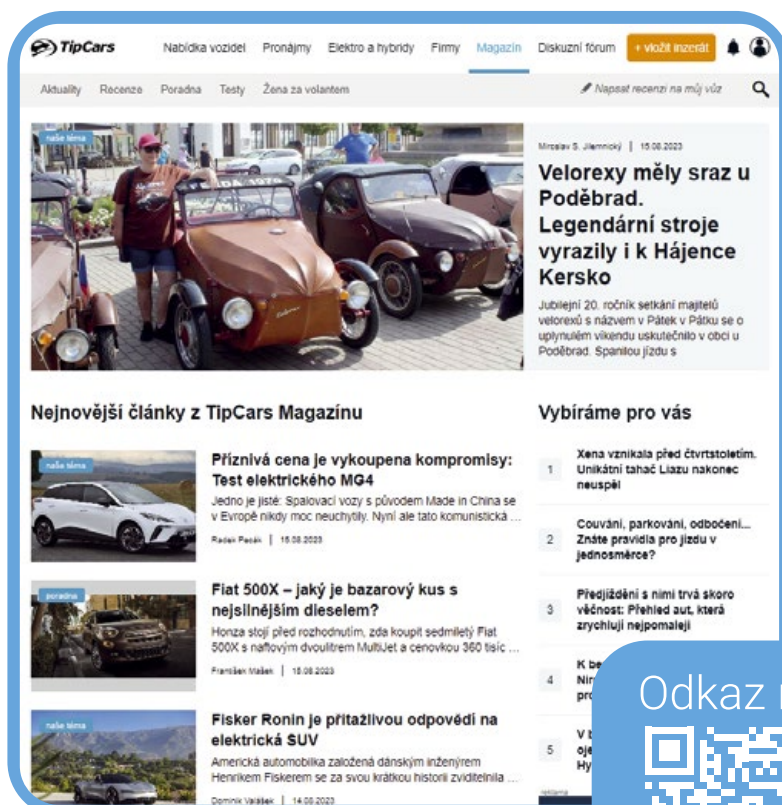 TipCars
Nabídka vozidel Pronájmy Elektro a hybridy Firmy Magazín Diskuzní fórum + vložit inzerát
Aktuality Recenze Poradna Testy Žena za volantem Napsat recenzi na můj vůz
naše téma
Miroslav S. Jilemnický | 15.08.2023
Velorexy měly sraz u
Poděbrad.
Legendární stroje
vyrazily i k Hájence
Kersko
Jubilejní 20. ročník setkání majitelů
velorexů s názvem v Pátek v Pátku se o
uplynulém víkendu uskutečnilo v obci u
Poděbrad. Spanilou jízdu s
Nejnovější články z TipCars Magazínu
naše téma
Příznivá cena je vykoupena kompromisy:
Test elektrického MG4
Jedno je jisté: Spalovací vozy s původem Made in China se
v Evropě nikdy moc neuchytily. Nyní ale tato komunistická ...
Radek Pecák | 15.08.2023
poradna
Fiat 500X – jaký je bazarový kus s
nejsilnějším dieselem?
Honza stojí před rozhodnutím, zda koupit sedmiletý Fiat
500X s naftovým dvoulitrem MultiJet a cenovkou 360 tisíc ...
František Mašek | 15.08.2023
naše téma
Fisker Ronin je přitažlivou odpovědí na
elektrická SUV
Americká automobilka založená dánským inženýrem
Henrikem Fiskerem se za svou krátkou historii zviditelnila ...
Dominik Valášek | 14.08.2023
Vybíráme pro vás
1
Xena vznikala před čtvrtstoletím.
Unikátní tahač Liazu nakonec
neuspěl
2
Couvání, parkování, odbočení...
Znáte pravidla pro jízdu v
jednosměrce?
3
Předjíždění s nimi trvá skoro
věčnost: Přehled aut, která
zrychlují nejpomaleji
4
K be
Nir
pro
5
V b
oje
Hy
reklama
Odkaz